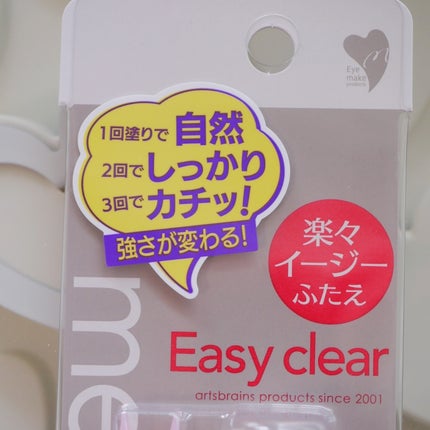 Eye
make
products
1回塗りで 自然
2回で しっかり
3回で カチッ!
強さが変わる!
楽々
イージー
ふたえ
me
Easy clear
artsbrains products since 2001